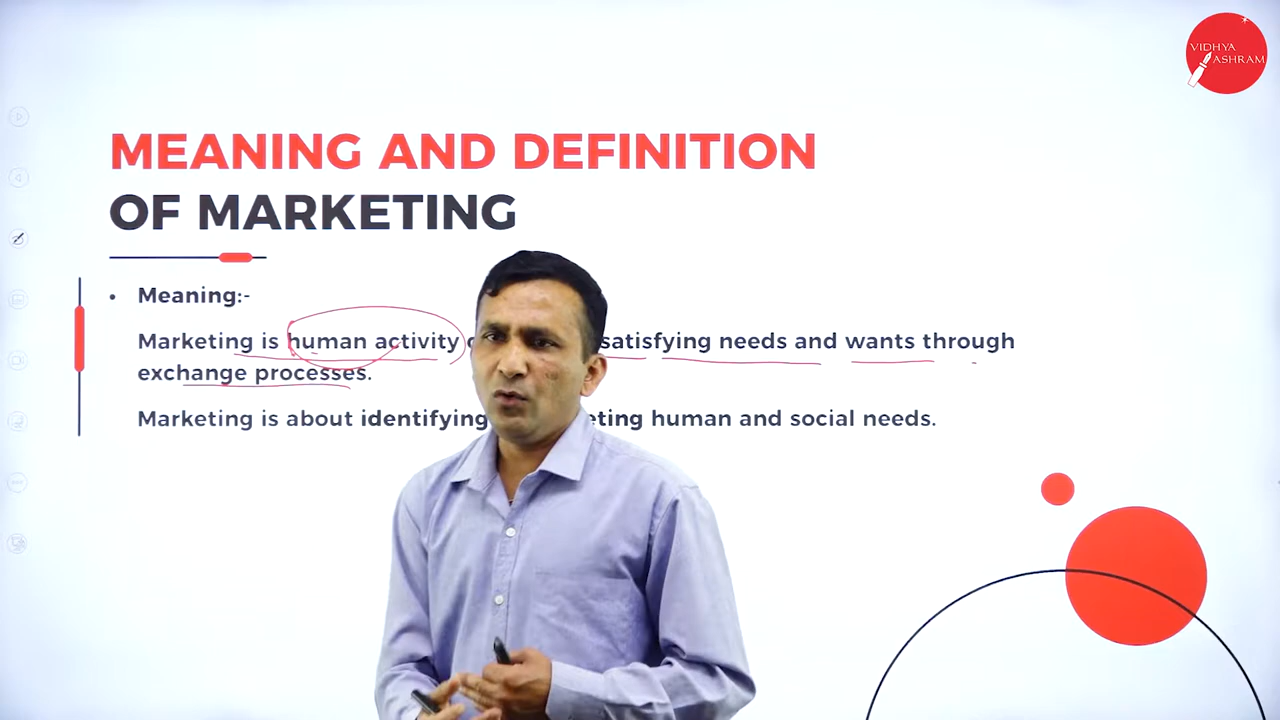 VIDHYA
ASHRAM
MEANING AND DEFINITION
OF MARKETING
• Meaning:-
Marketing is human activity satisfying needs and wants through
exchange processes.
Marketing is about identifying human and social needs.